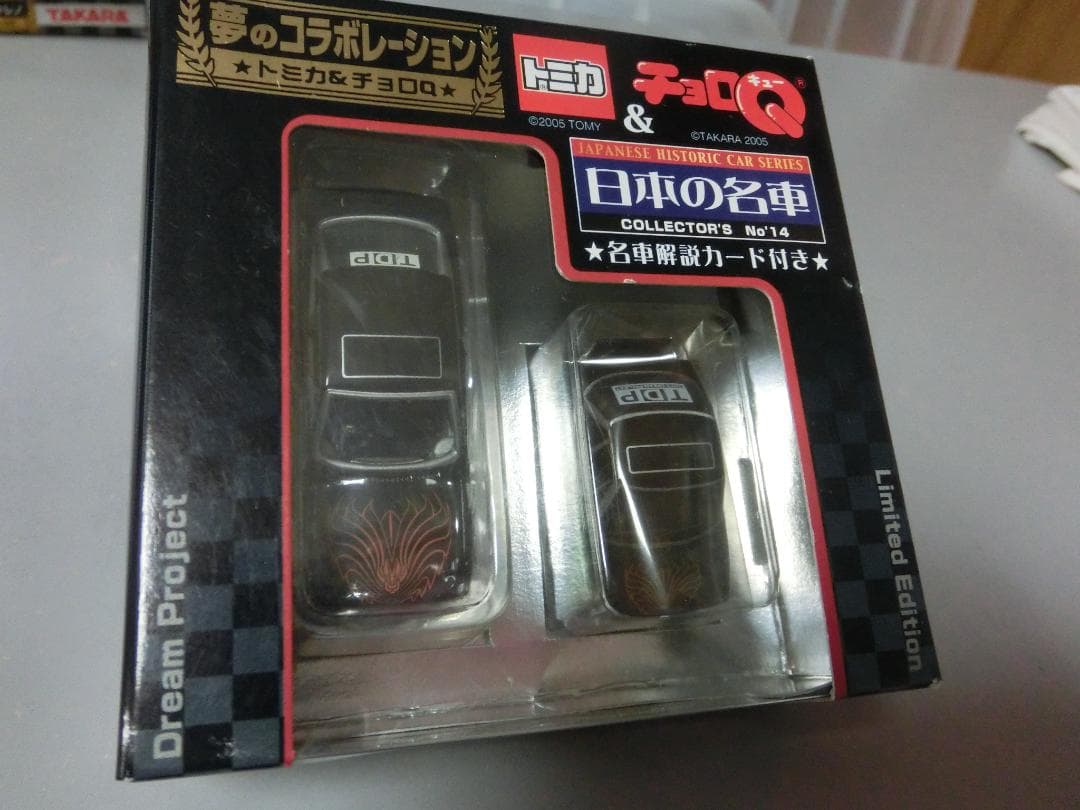 TAKARA
夢のコラボレーション
★トミカ&チョロQ★
トミカ
&
チョロQ
キュー
®
©2005 TOMY
©TAKARA 2005
JAPANESE HISTORIC CAR SERIES
日本の名車
COLLECTOR'S No'14
★名車解説カード付き★
TDP
TDP
Dream Project
Limited Edition